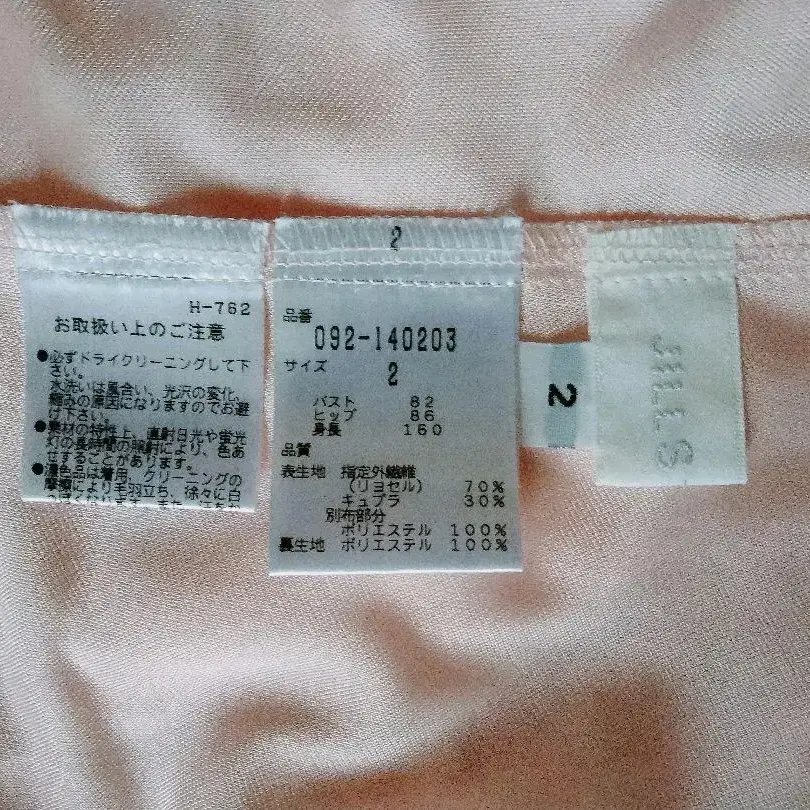 H-762
お取扱い上のご注意
●必ずドライクリーニングして下
さい。
水洗いは風合い、光沢の変化、
縮みの原因になりますのでお避
け下さい。
●素材の特性上、直射日光や蛍光
灯の長時間の照射により、色あ
せすることがあります。
●濃色品は着用、クリーニングの
摩擦により毛羽立ち、徐々に白
2
品番
092-140203
サイズ
2
バスト 82
ヒップ 86
身長 160
品質
表生地 指定外繊維
(リヨセル) 70%
キュプラ 30%
別布部分
ポリエステル 100%
裏生地 ポリエステル 100%
2
JILLS